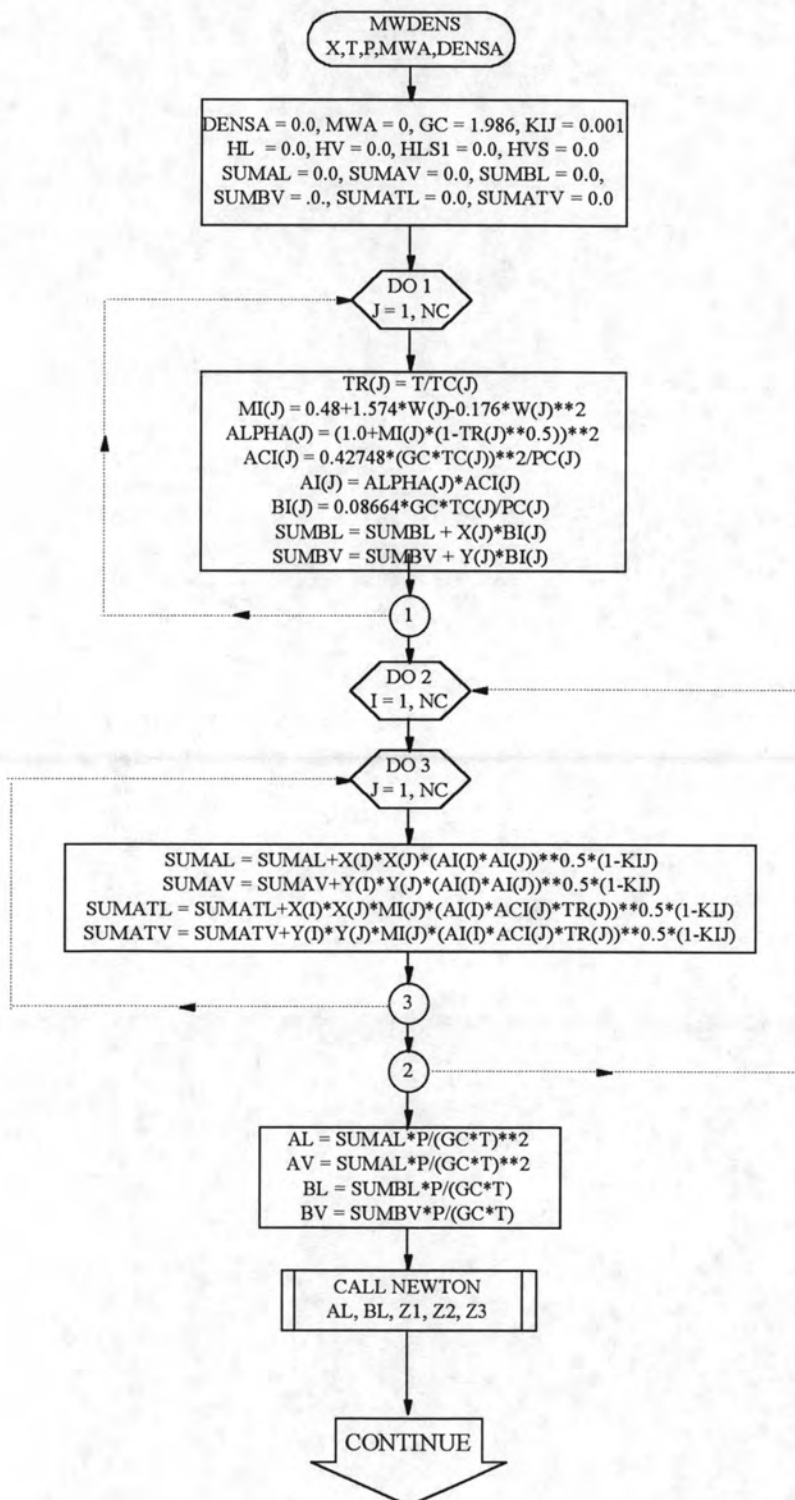 MWDENS
X,T,P,MWA,DENSA
DENSA = 0.0, MWA = 0, GC = 1.986, KIJ = 0.001
HL = 0.0, HV = 0.0, HLS1 = 0.0, HVS = 0.0
SUMAL = 0.0, SUMAV = 0.0, SUMBL = 0.0,
SUMBV = .0., SUMATL = 0.0, SUMATV = 0.0
DO 1
J = 1, NC
TR(J) = T/TC(J)
MI(J) = 0.48+1.574*W(J)-0.176*W(J)**2
ALPHA(J) = (1.0+MI(J)*(1-TR(J)**0.5))**2
ACI(J) = 0.42748*(GC*TC(J))**2/PC(J)
AI(J) = ALPHA(J)*ACI(J)
BI(J) = 0.08664*GC*TC(J)/PC(J)
SUMBL = SUMBL + X(J)*BI(J)
SUMBV = SUMBV + Y(J)*BI(J)
1
DO 2
I = 1, NC
DO 3
J = 1, NC
SUMAL = SUMAL+X(I)*X(J)*(AI(I)*AI(J))**0.5*(1-KIJ)
SUMAV = SUMAV+Y(I)*Y(J)*(AI(I)*AI(J))**0.5*(1-KIJ)
SUMATL = SUMATL+X(I)*X(J)*MI(J)*(AI(I)*ACI(J)*TR(J))**0.5*(1-KIJ)
SUMATV = SUMATV+Y(I)*Y(J)*MI(J)*(AI(I)*ACI(J)*TR(J))**0.5*(1-KIJ)
3
2
AL = SUMAL*P/(GC*T)**2
AV = SUMAL*P/(GC*T)**2
BL = SUMBL*P/(GC*T)
BV = SUMBV*P/(GC*T)
CALL NEWTON
AL, BL, Z1, Z2, Z3
CONTINUE